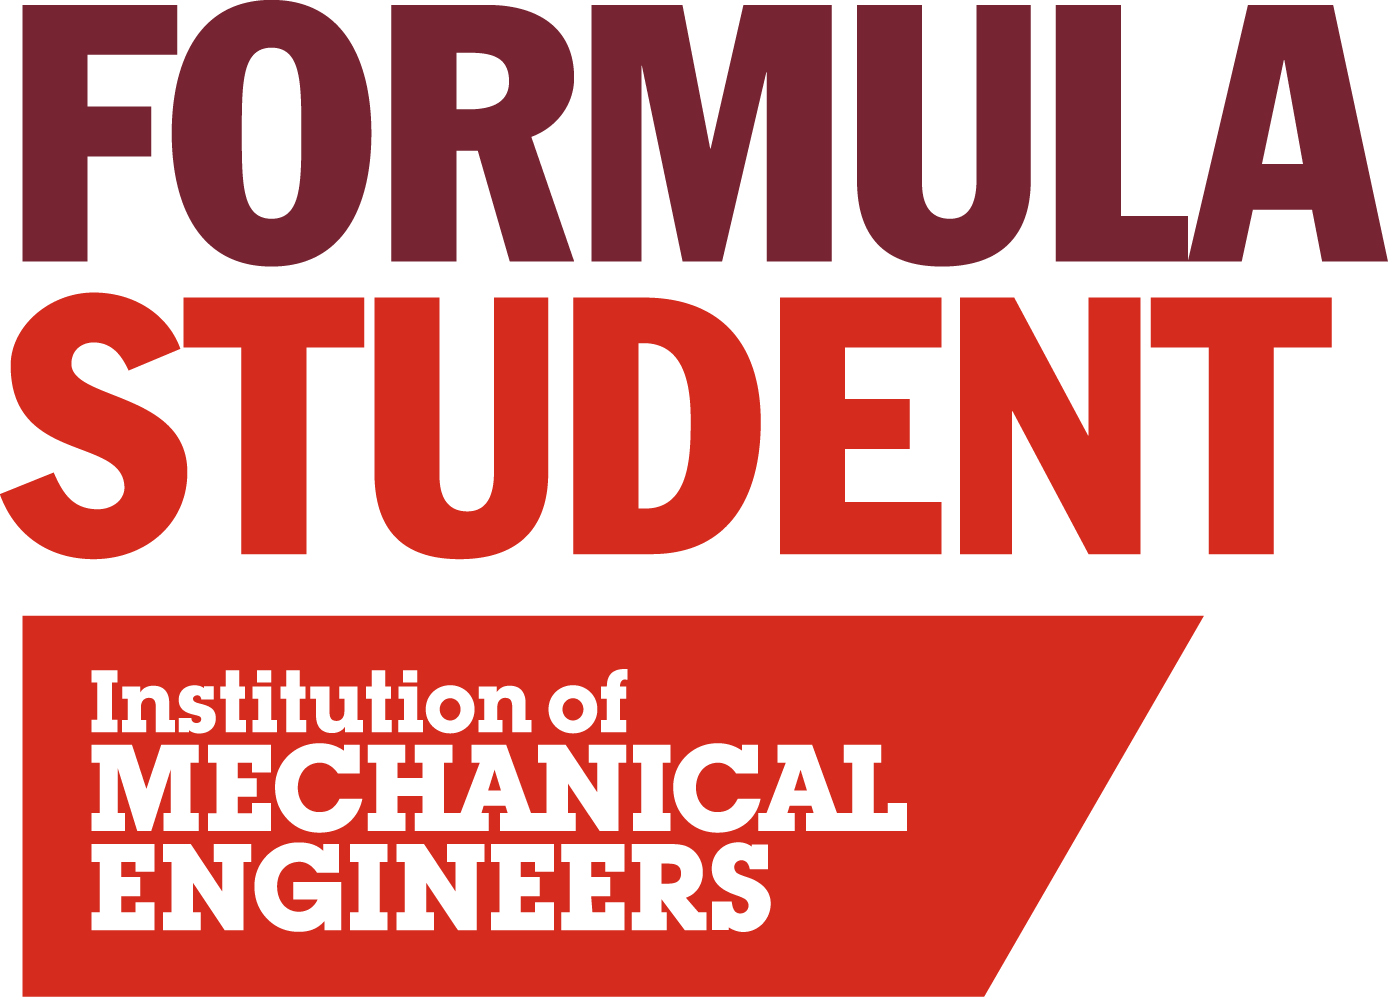 FORMULA
STUDENT
Institution of
MECHANICAL
ENGINEERS